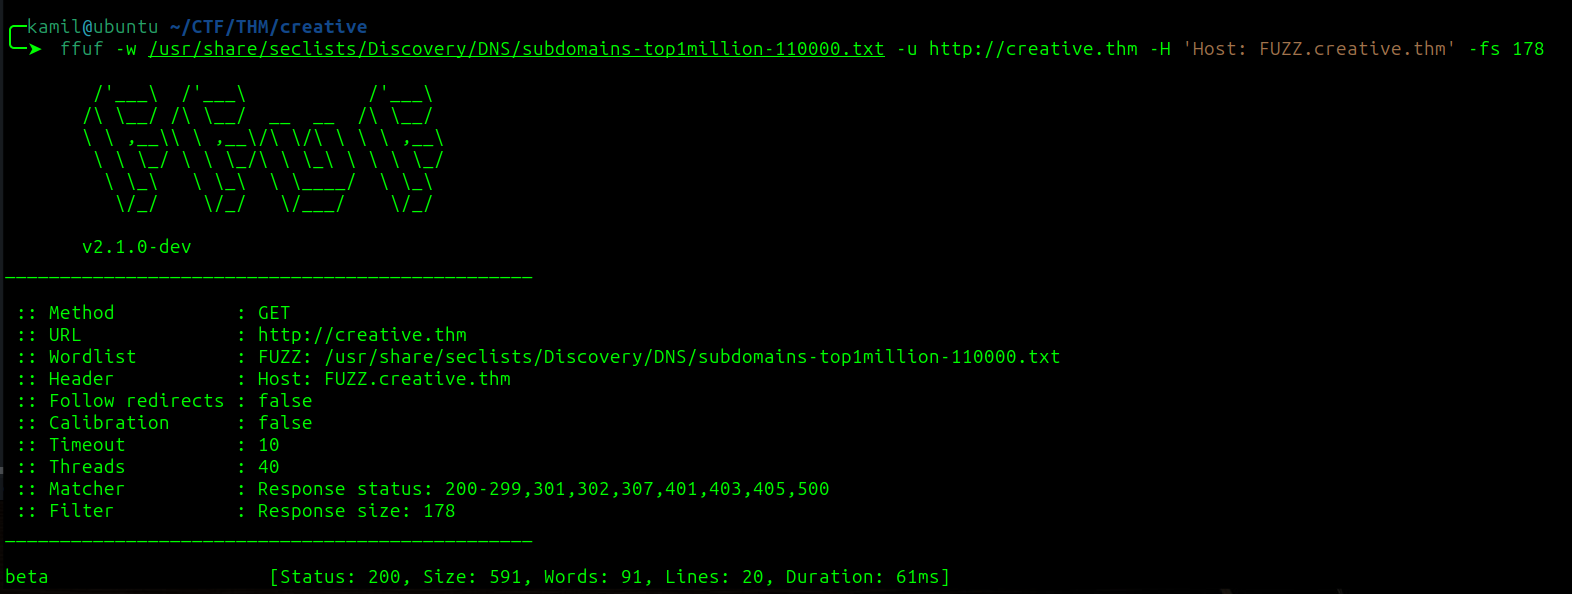 kamil@ubuntu ~/CTF/THM/creative
➤ ffuf -w /usr/share/seclists/Discovery/DNS/subdomains-top1million-110000.txt -u http://creative.thm -H 'Host: FUZZ.creative.thm' -fs 178
        /'___\  /'___\           /'___\
       /\ \__/ /\ \__/  __  __  /\ \__/
       \ \ ,__\\ \ ,__\/\ \/\ \ \ \ ,__\
        \ \ \_/ \ \ \_/\ \ \_\ \ \ \ \_/
         \ \_\   \ \_\  \ \____/  \ \_\
          \/_/    \/_/   \/___/    \/_/
v2.1.0-dev
________________________________________________
:: Method           : GET
:: URL              : http://creative.thm
:: Wordlist         : FUZZ: /usr/share/seclists/Discovery/DNS/subdomains-top1million-110000.txt
:: Header           : Host: FUZZ.creative.thm
:: Follow redirects : false
:: Calibration      : false
:: Timeout          : 10
:: Threads          : 40
:: Matcher          : Response status: 200-299,301,302,307,401,403,405,500
:: Filter           : Response size: 178
________________________________________________
beta                    [Status: 200, Size: 591, Words: 91, Lines: 20, Duration: 61ms]